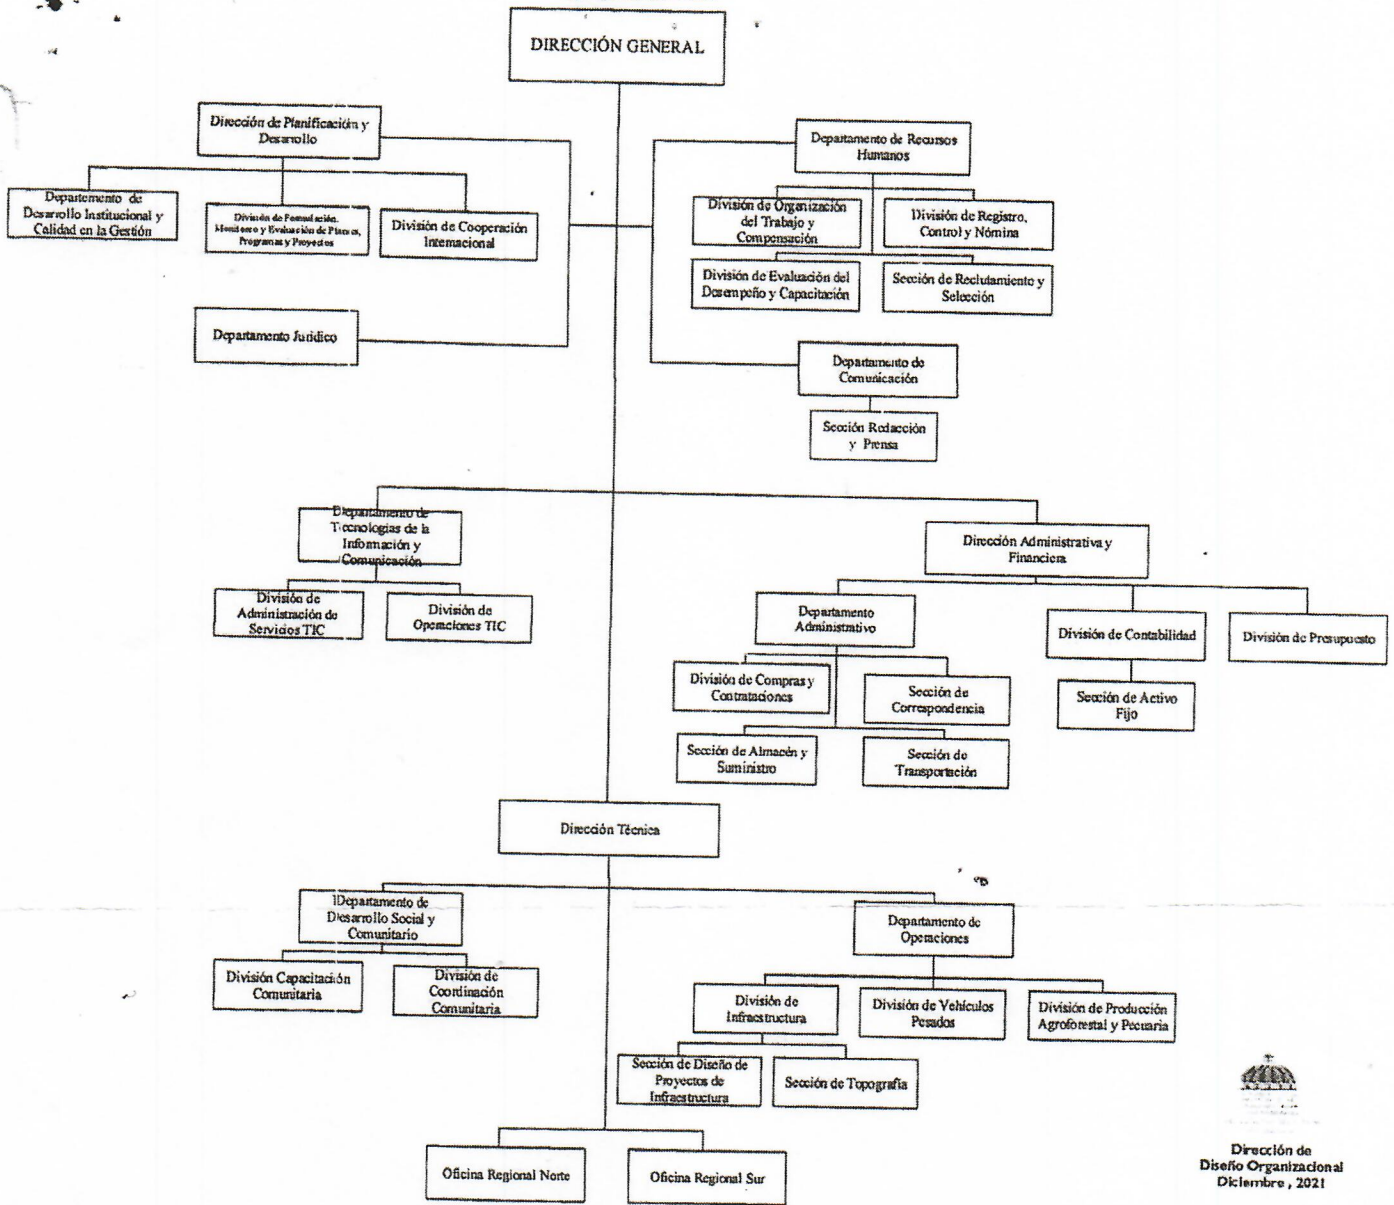 DIRECCIÓN GENERAL
Dirección de Planificación y
Desarrollo
Departamento de Recursos
Humanos
Departemento de
Desarrollo Institucional y
Calidad en la Gestión
División de Formulación,
Monitoreo y Evaluación de Planes,
Programas y Proyectos
División de Cooperación
Internacional
División de Organización
del Trabajo y
Compensación
División de Registro,
Control y Nómina
División de Evaluación del
Desempeño y Capacitación
Sección de Reclutamiento y
Selección
Departamento Jurídico
Departamento de
Comunicación
Sección Redacción
y Prensa
Departamento de
Tecnologías de la
Información y
Comunicación
Dirección Administrativa y
Financiera
División de
Administración de
Servicios TIC
División de
Operaciones TIC
Departamento
Administrativo
División de Contabilidad
División de Presupuesto
División de Compras y
Contrataciones
Sección de
Correspondencia
Sección de Activo
Fijo
Sección de Almacén y
Suministro
Sección de
Transportación
Dirección Técnica
Departamento de
Desarrollo Social y
Comunitario
Departamento de
Operaciones
División Capacitación
Comunitaria
División de
Coordinación
Comunitaria
División de
Infraestructura
División de Vehículos
Pesados
División de Producción
Agroforestal y Pecuaria
Sección de Diseño de
Proyectos de
Infraestructura
Sección de Topografía
Oficina Regional Norte
Oficina Regional Sur
Dirección de
Diseño Organizacional
Diciembre , 2021